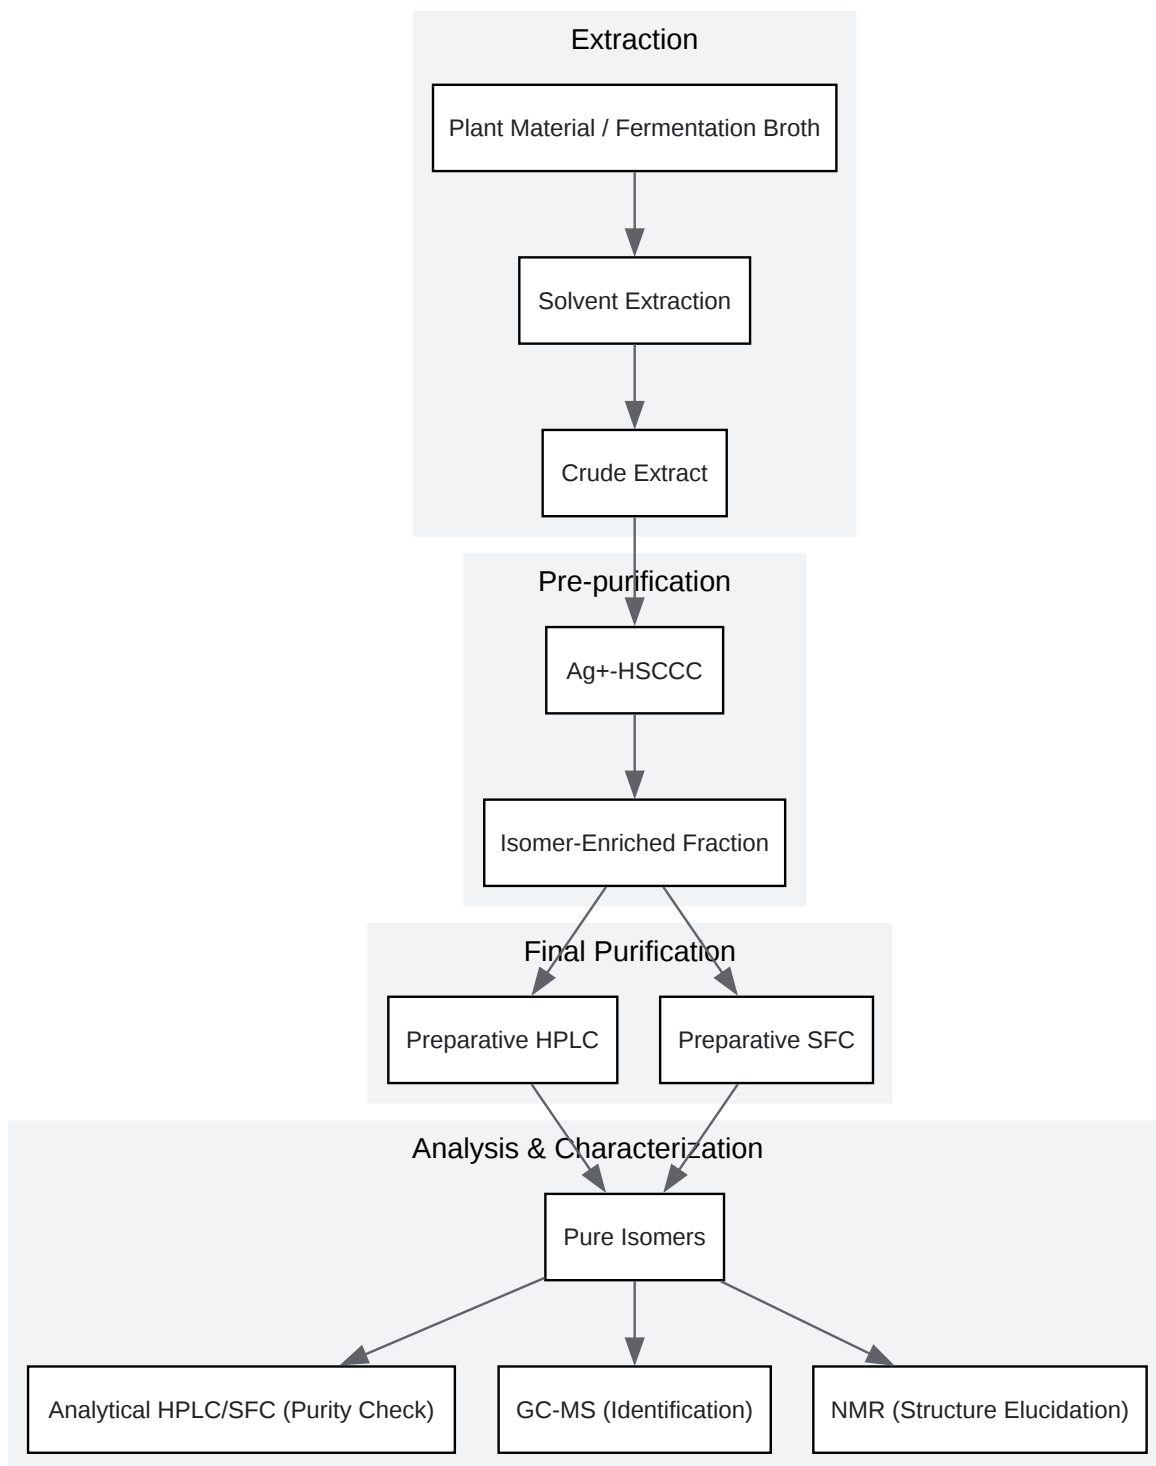 Extraction
Plant Material / Fermentation Broth
Solvent Extraction
Crude Extract
Pre-purification
Ag+-HSCCC
Isomer-Enriched Fraction
Final Purification
Preparative HPLC
Preparative SFC
Analysis & Characterization
Pure Isomers
Analytical HPLC/SFC (Purity Check)
GC-MS (Identification)
NMR (Structure Elucidation)